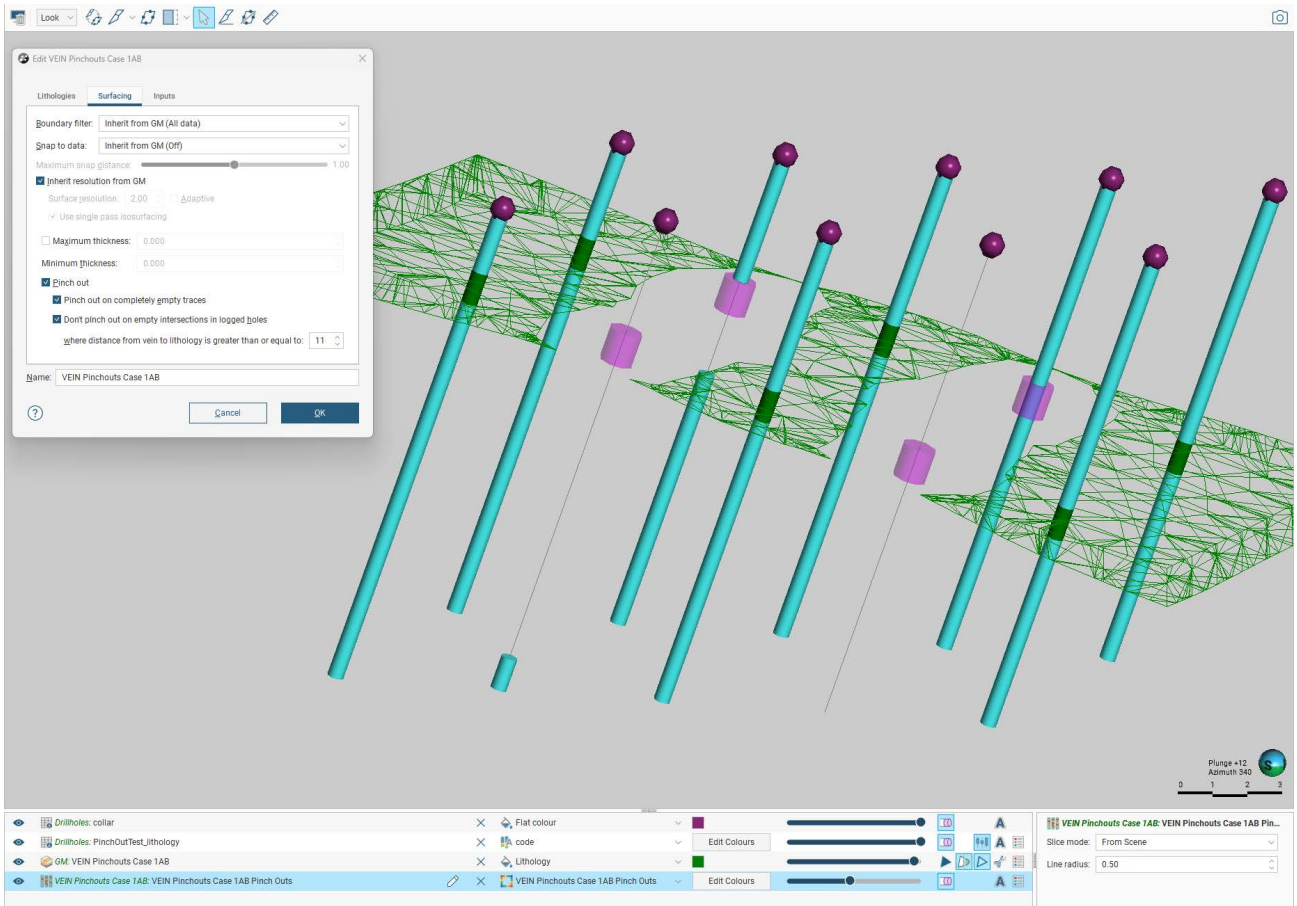 Look
Edit VEIN Pinchouts Case 1AB
Lithologies Surfacing Inputs
Boundary filter: Inherit from GM (All data)
Snap to data: Inherit from GM (Off)
Maximum snap distance: 1.00
Inherit resolution from GM
Surface resolution: 2.00 Adaptive
Use single pass isosurfacing
Maximum thickness: 0.000
Minimum thickness: 0.000
Pinch out
Pinch out on completely empty traces
Don't pinch out on empty intersections in logged holes
where distance from vein to lithology is greater than or equal to: 11
Name: VEIN Pinchouts Case 1AB
? Cancel OK
Plunge +12
Azimuth 340
S
0 1 2 3
Drillholes: collar Flat colour A
Drillholes: PinchOutTest_lithology code Edit Colours A
GM: VEIN Pinchouts Case 1AB Lithology
VEIN Pinchouts Case 1AB: VEIN Pinchouts Case 1AB Pinch Outs VEIN Pinchouts Case 1AB Pinch Outs Edit Colours A
VEIN Pinchouts Case 1AB: VEIN Pinchouts Case 1AB Pin...
Slice mode: From Scene
Line radius: 0.50